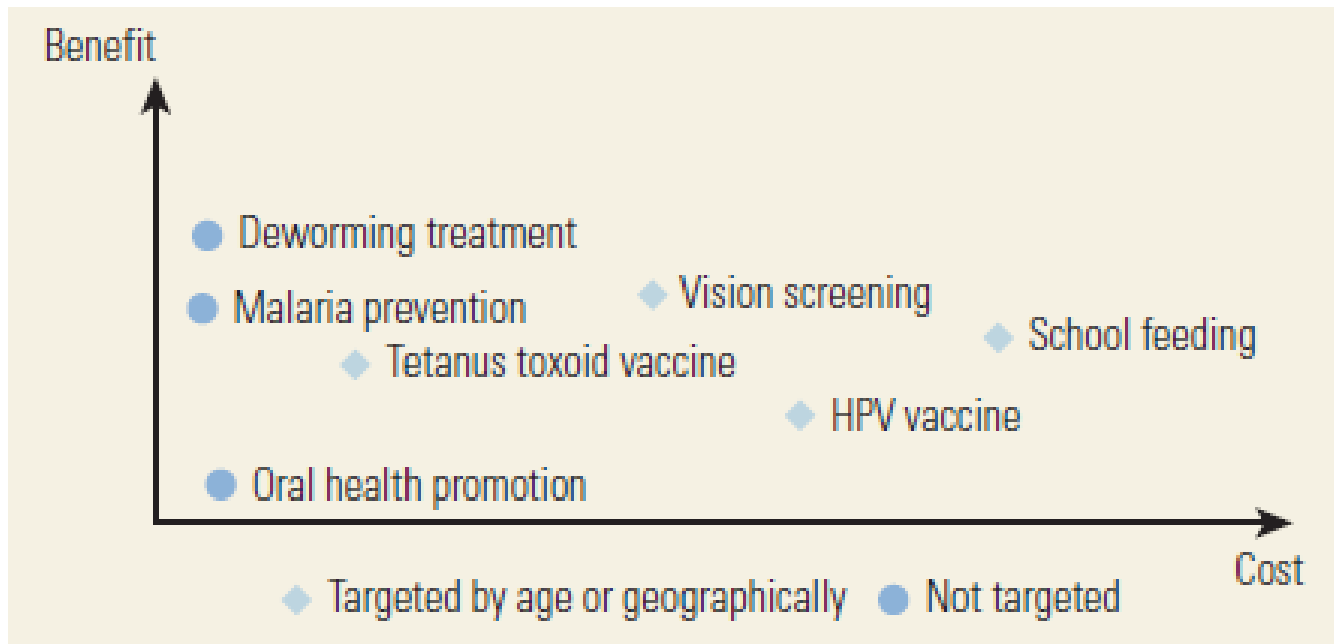 Benefit
Deworming treatment
Vision screening
Malaria prevention
School feeding
Tetanus toxoid vaccine
HPV vaccine
Oral health promotion
Cost
Targeted by age or geographically Not targeted